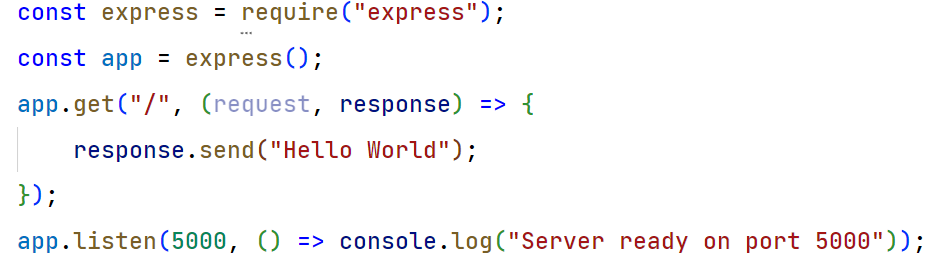 const express = require("express");
const app = express();
app.get("/", (request, response) => {
    response.send("Hello World");
});
app.listen(5000, () => console.log("Server ready on port 5000"));